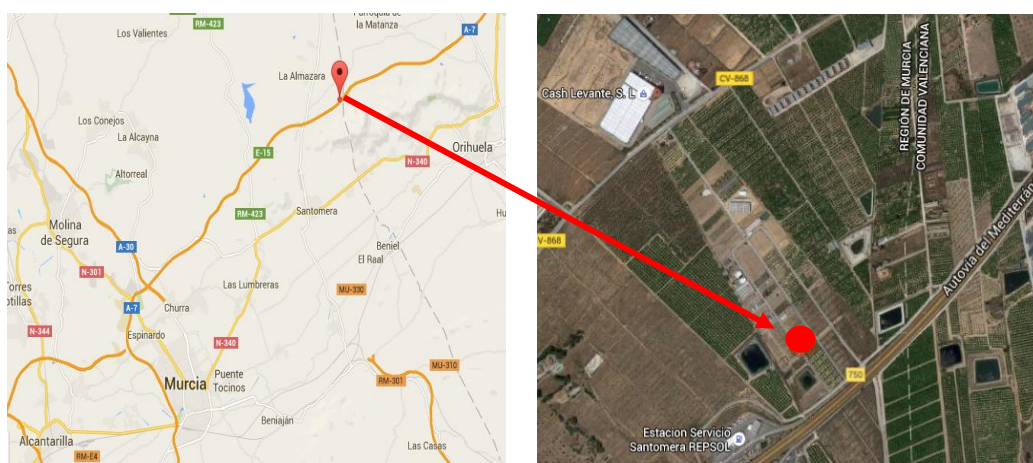 RM-423
Parroquia de
la Matanza
A-7
Los Valientes
La Almazara
Los Conejos
La Alcayna
E-15
N-340
Orihuela
Altorreal
RM-423
Santomera
Hu
Molina
de Segura
as
A-30
Beniel
N-301
El Raal
Torres
otillas
Las Lumbreras
MU-330
A-7
Churra
N-344
Espinardo
N-340
MU-310
Murcia
Puente
Tocinos
RM-301
Beniaján
Alcantarilla
Las Casas
RM-E4
CV-868
Cash Levante, S. L
REGIÓN DE MURCIA
COMUNIDAD VALENCIANA
V-868
Autovía del Mediterrán
750
Estacion Servicio
Santomera REPSOL